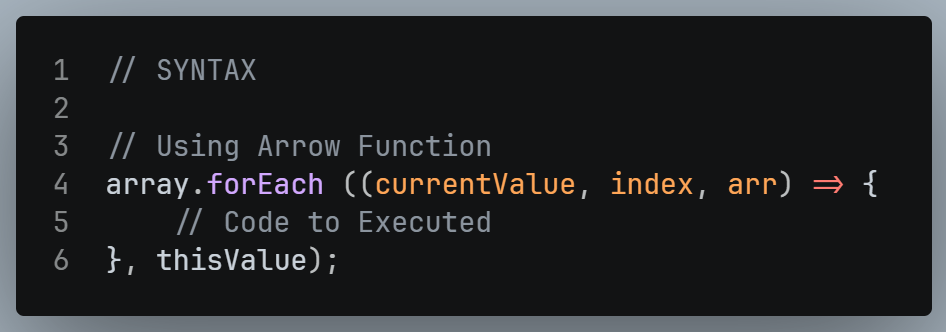 1 // SYNTAX
2
3 // Using Arrow Function
4 array.forEach ((currentValue, index, arr) => {
5     // Code to Executed
6 }, thisValue);